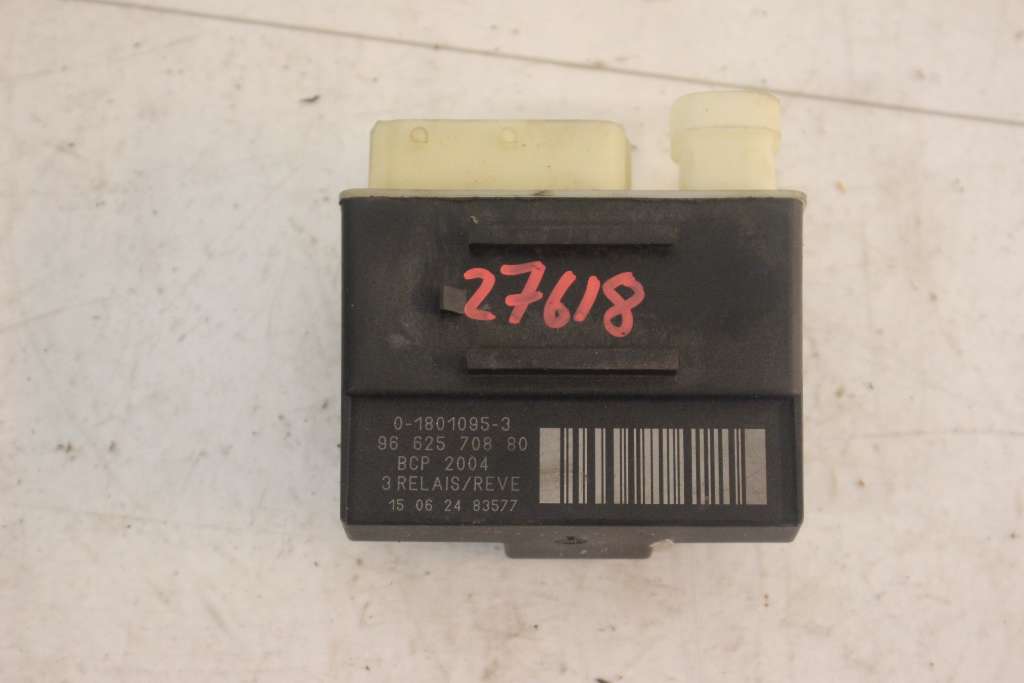 27618
0-1801095-3
96 625 708 80
BCP 2004
3 RELAIS/REVE
15 06 24 83577